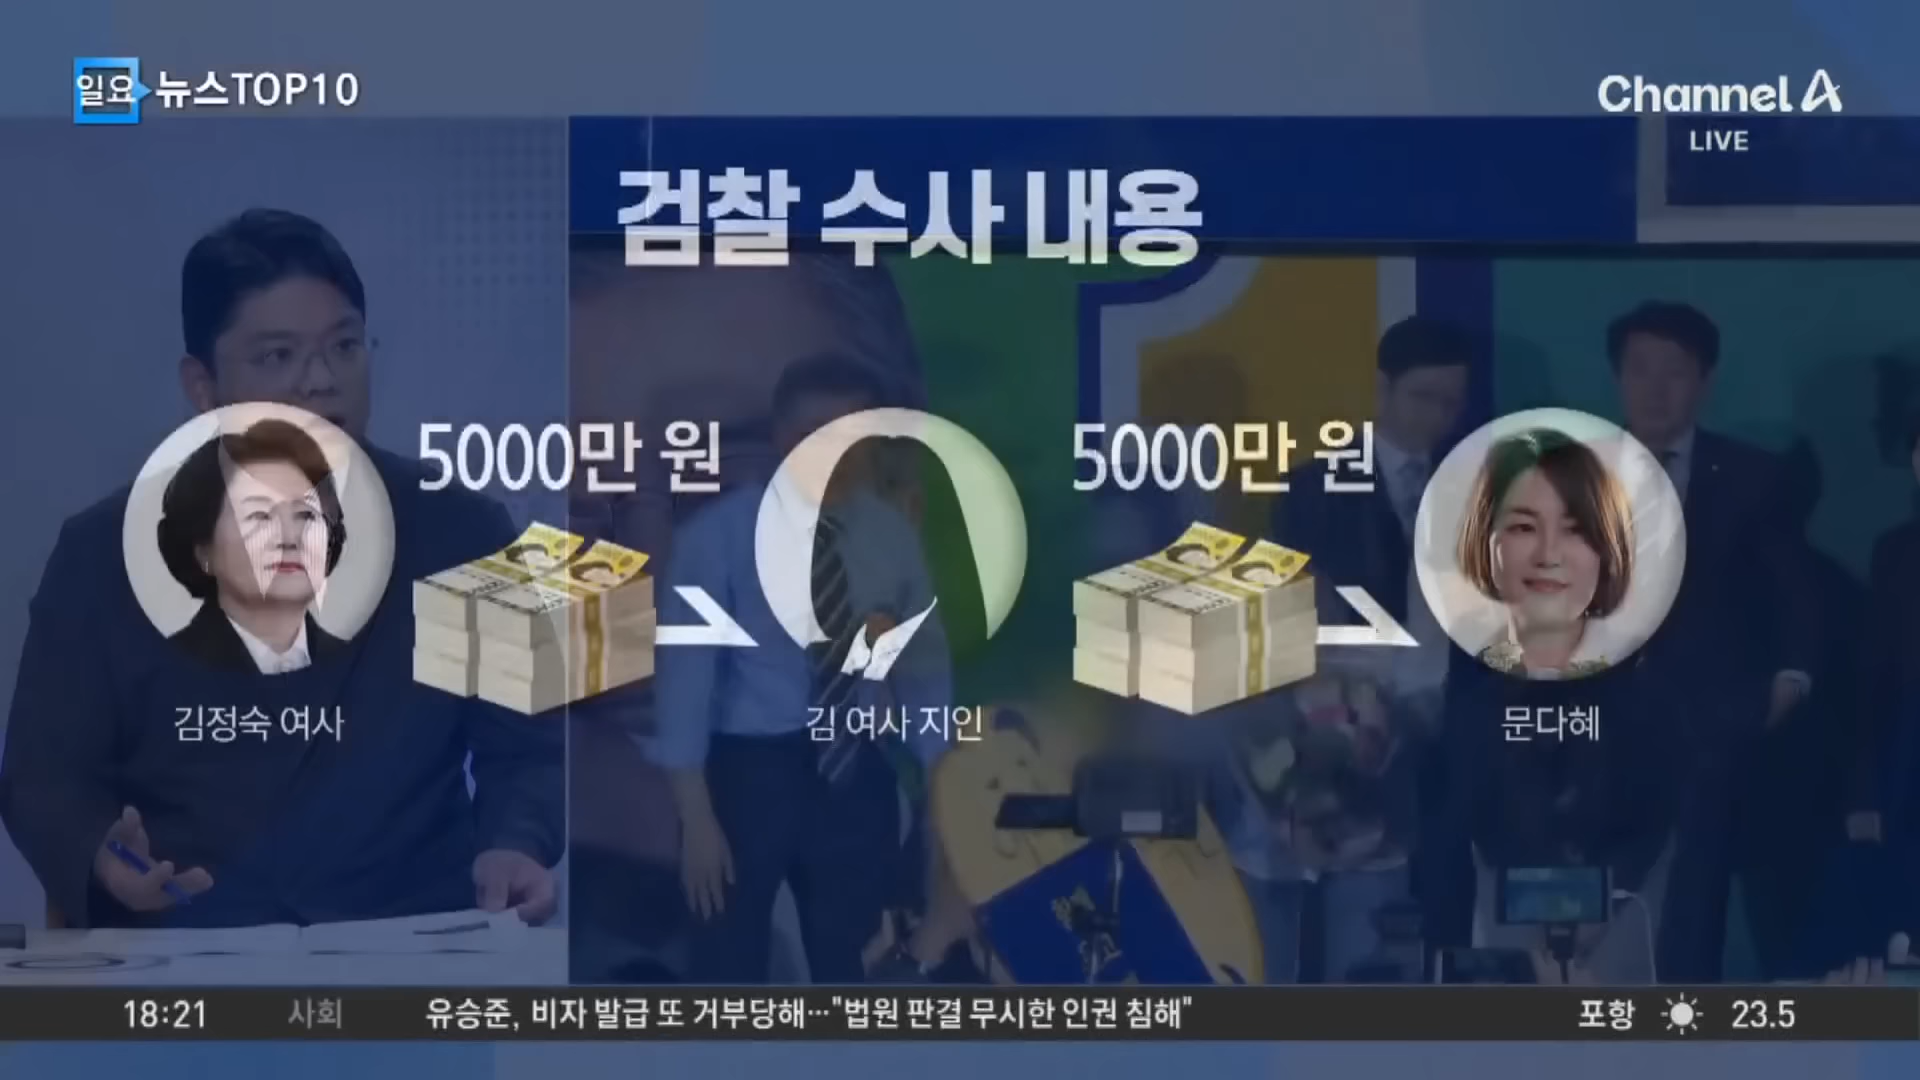 일요 뉴스TOP10
Channel A
LIVE
검찰 수사 내용
5000만 원
5000만 원
김정숙 여사
김 여사 지인
문다혜
18:21 사회 유승준, 비자 발급 또 거부당해…"법원 판결 무시한 인권 침해" 포항 23.5